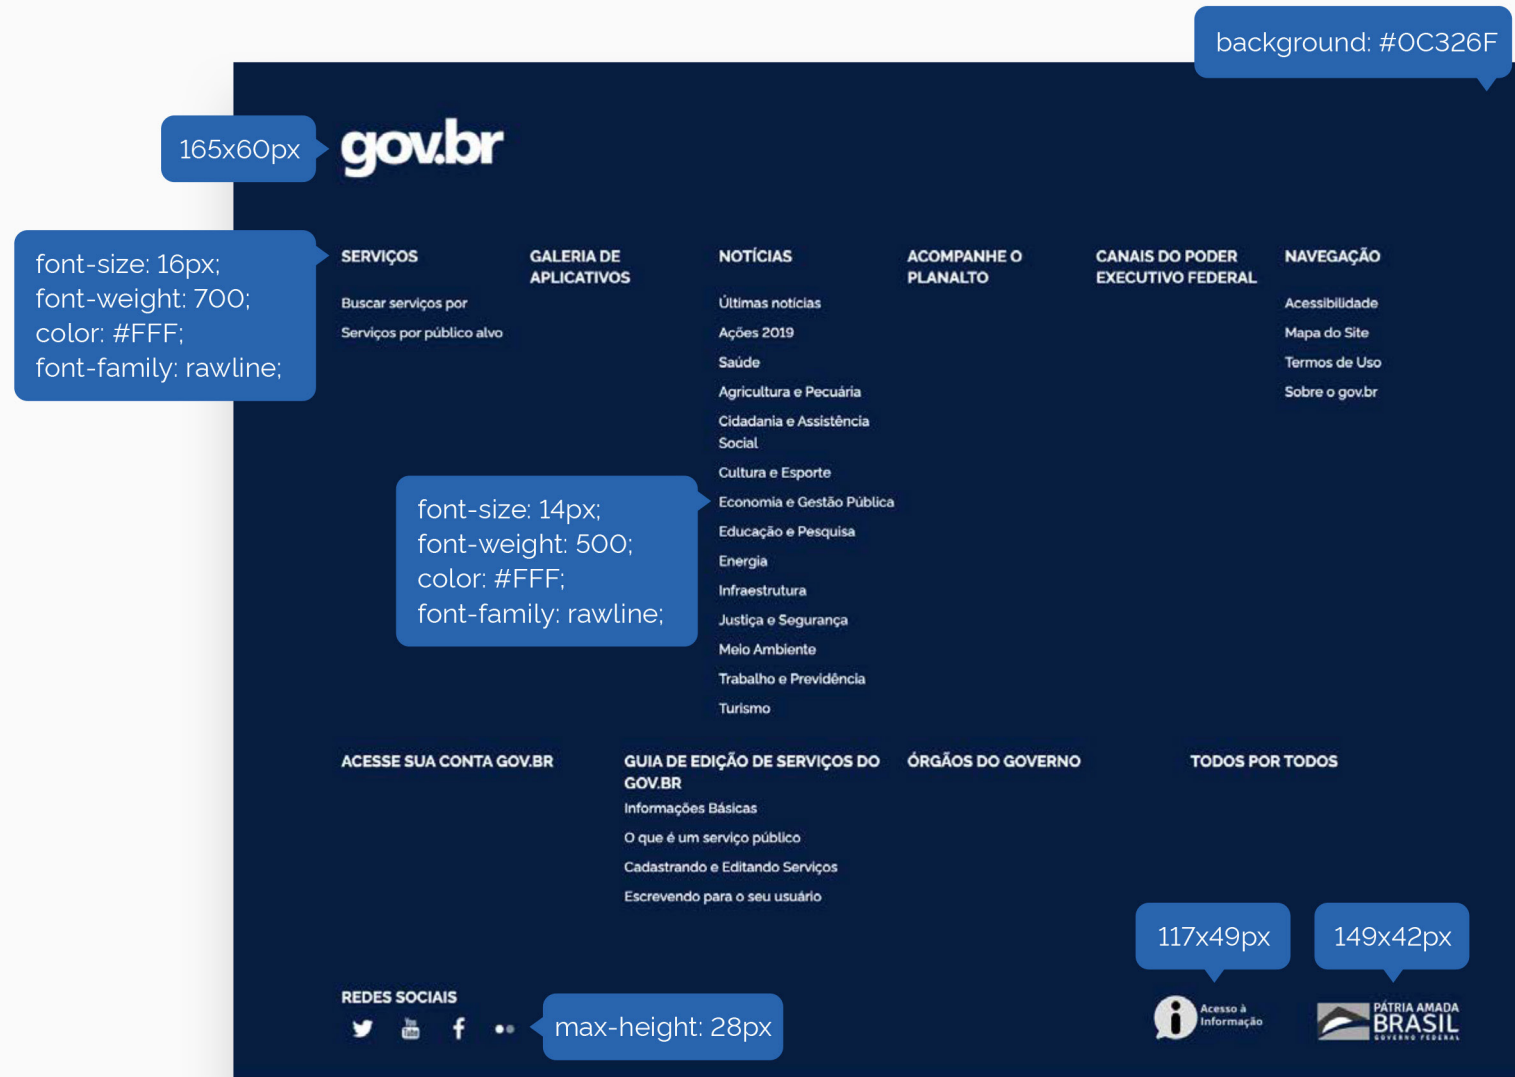 background: #0C326F
165x60px
gov.br
font-size: 16px;
font-weight: 700;
color: #FFF;
font-family: rawline;
SERVIÇOS
Buscar serviços por
Serviços por público alvo
GALERIA DE
APLICATIVOS
NOTÍCIAS
Últimas notícias
Ações 2019
Saúde
Agricultura e Pecuária
Cidadania e Assistência
Social
Cultura e Esporte
Economia e Gestão Pública
Educação e Pesquisa
Energia
Infraestrutura
Justiça e Segurança
Meio Ambiente
Trabalho e Previdência
Turismo
font-size: 14px;
font-weight: 500;
color: #FFF;
font-family: rawline;
ACOMPANHE O
PLANALTO
CANAIS DO PODER
EXECUTIVO FEDERAL
NAVEGAÇÃO
Acessibilidade
Mapa do Site
Termos de Uso
Sobre o gov.br
ACESSE SUA CONTA GOV.BR
GUIA DE EDIÇÃO DE SERVIÇOS DO
GOV.BR
Informações Básicas
O que é um serviço público
Cadastrando e Editando Serviços
Escrevendo para o seu usuário
ÓRGÃOS DO GOVERNO
TODOS POR TODOS
117x49px
149x42px
REDES SOCIAIS
You
Tube
max-height: 28px
Acesso à
Informação
PÁTRIA AMADA
BRASIL
GOVERNO FEDERAL